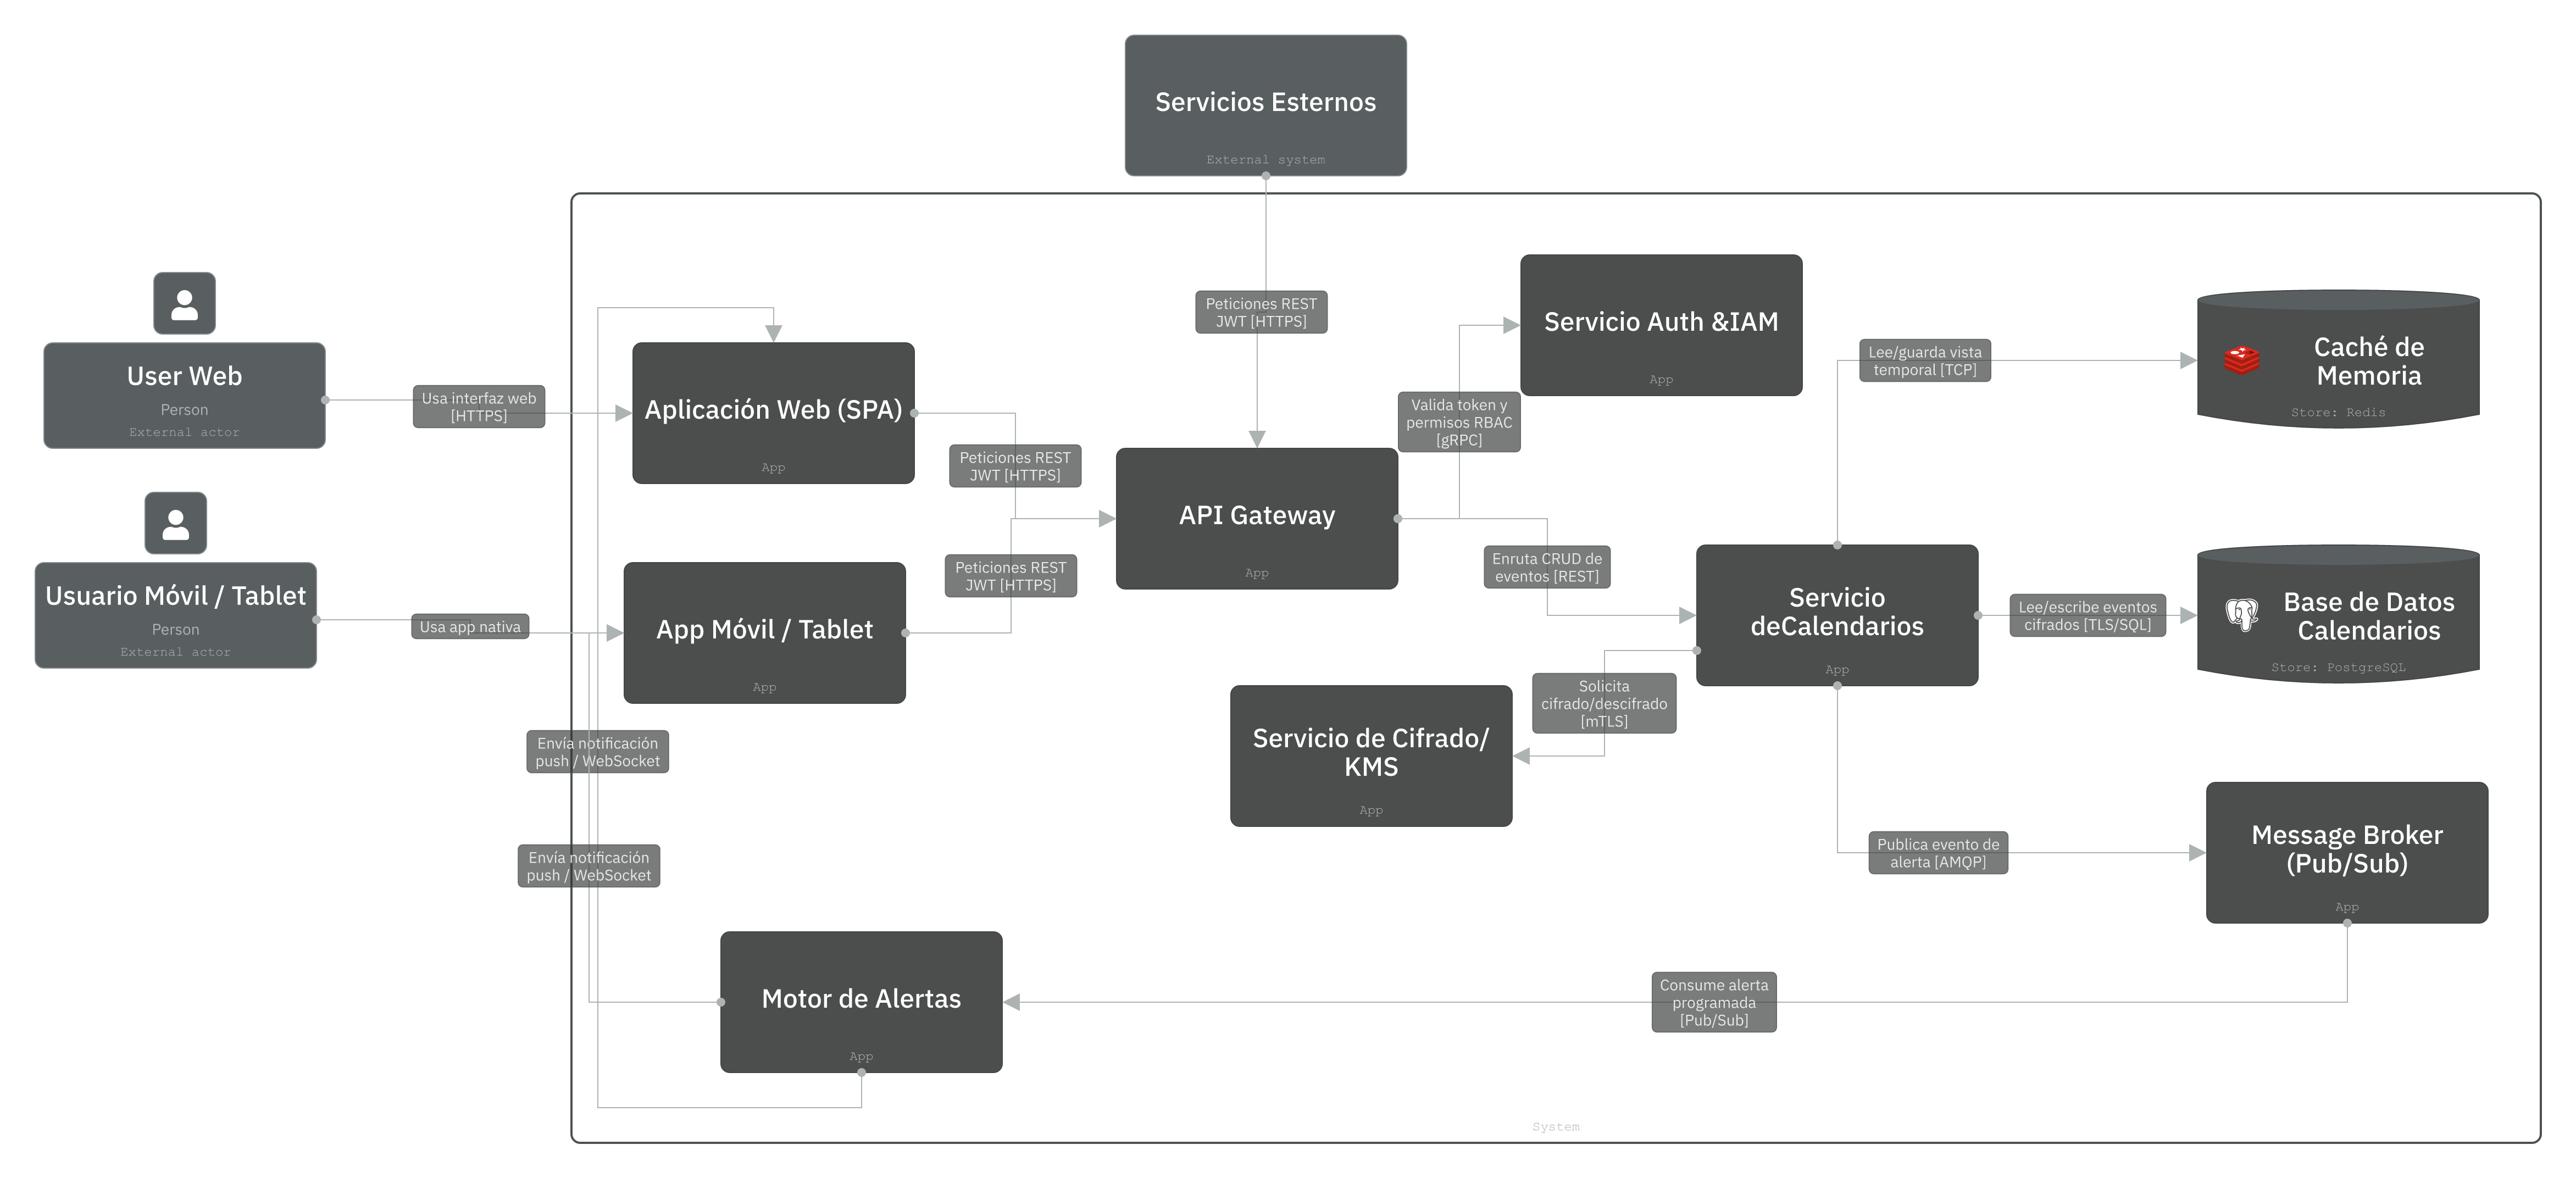 Servicios Esternos
External system
User Web
Person
External actor
Usa interfaz web
[HTTPS]
Aplicación Web (SPA)
App
Peticiones REST
JWT [HTTPS]
Peticiones REST
JWT [HTTPS]
Servicio Auth &IAM
App
Valida token y
permisos RBAC
[gRPC]
Lee/guarda vista
temporal [TCP]
Caché de
Memoria
Store: Redis
Usuario Móvil / Tablet
Person
External actor
Usa app nativa
App Móvil / Tablet
App
Peticiones REST
JWT [HTTPS]
API Gateway
App
Enruta CRUD de
eventos [REST]
Servicio
deCalendarios
App
Lee/escribe eventos
cifrados [TLS/SQL]
Base de Datos
Calendarios
Store: PostgreSQL
Solicita
cifrado/descifrado
[mTLS]
Servicio de Cifrado/
KMS
App
Envía notificación
push / WebSocket
Envía notificación
push / WebSocket
Publica evento de
alerta [AMQP]
Message Broker
(Pub/Sub)
App
Motor de Alertas
App
Consume alerta
programada
[Pub/Sub]
System